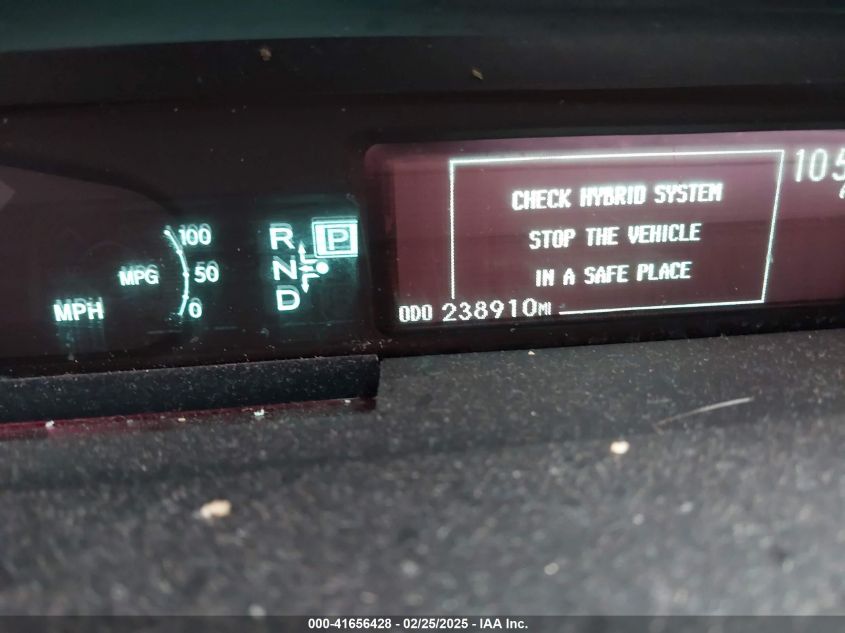 105
CHECK HYBRID SYSTEM
STOP THE VEHICLE
IN A SAFE PLACE
ODO 238910MI
100
MPG 50
MPH 0
R P
N
D
000-41656428 - 02/25/2025 - IAA Inc.